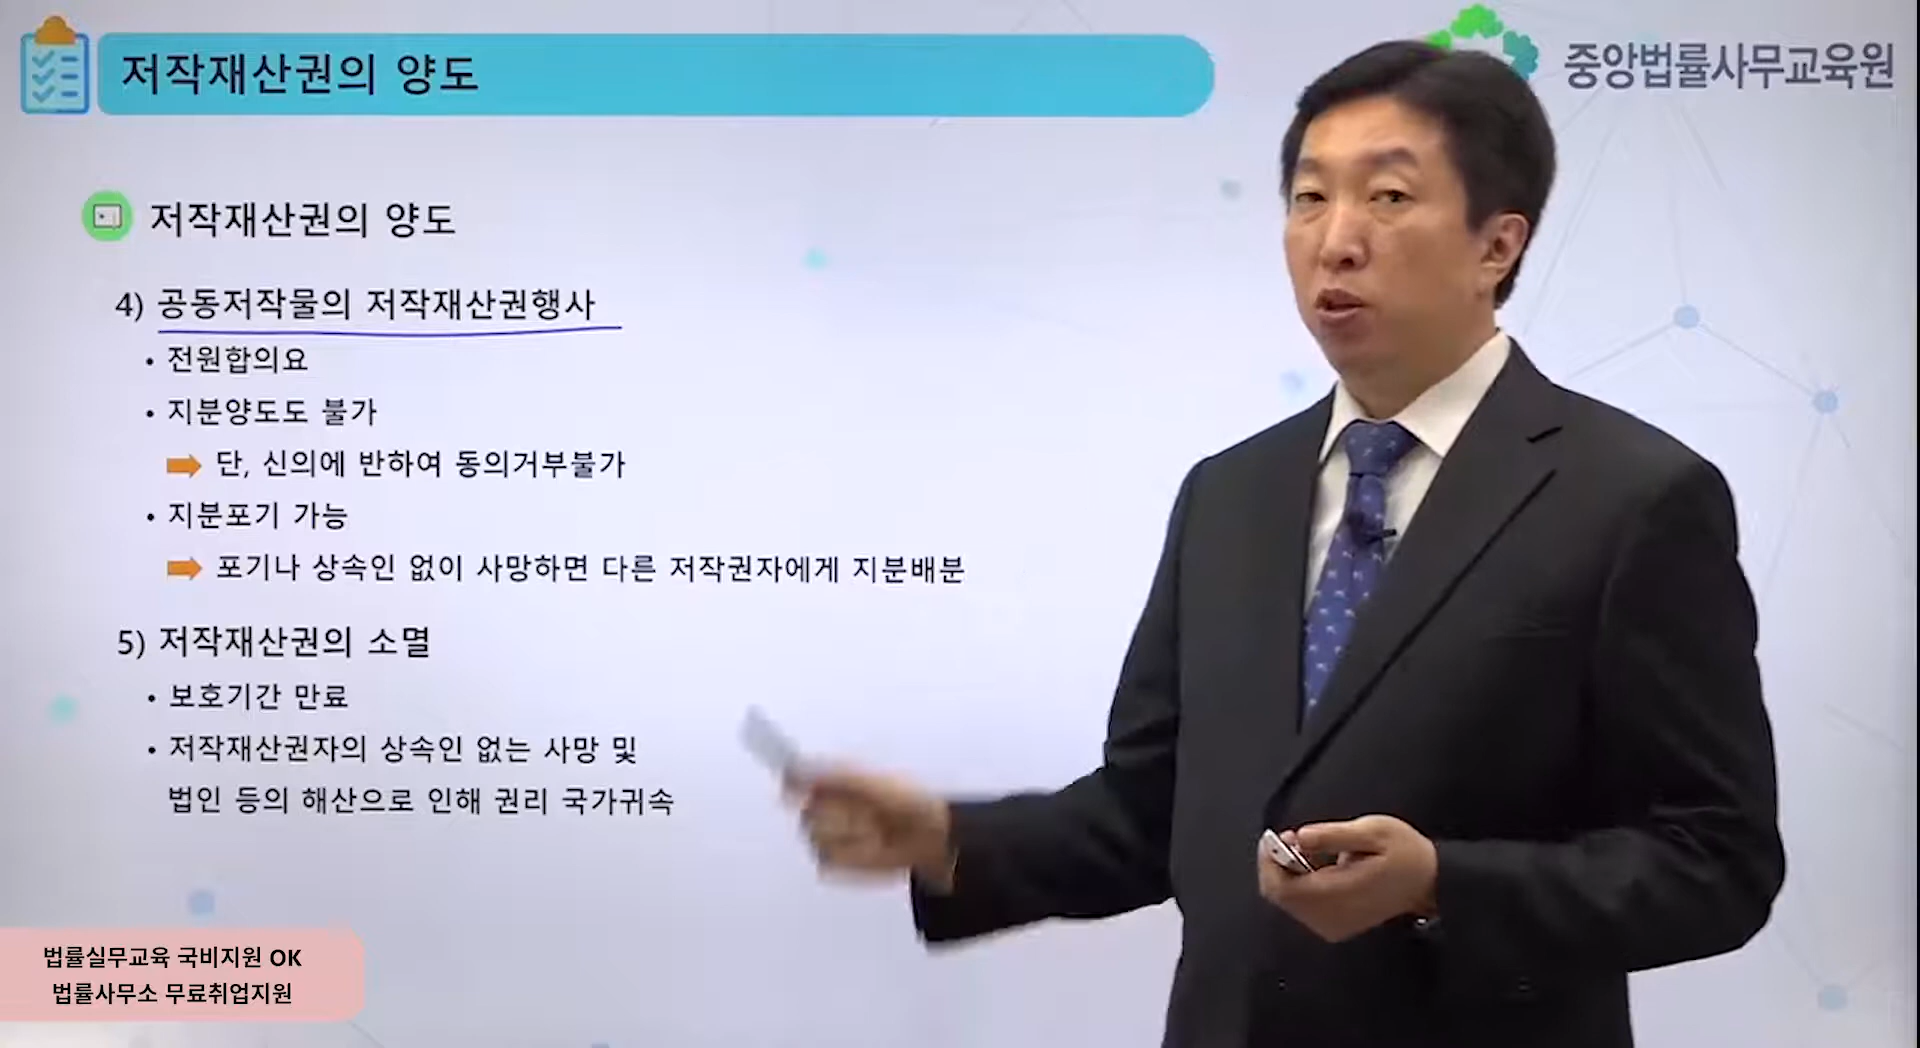 저작재산권의 양도
중앙법률사무교육원
저작재산권의 양도
4) 공동저작물의 저작재산권행사
• 전원합의요
• 지분양도도 불가
➡ 단, 신의에 반하여 동의거부불가
• 지분포기 가능
➡ 포기나 상속인 없이 사망하면 다른 저작권자에게 지분배분
5) 저작재산권의 소멸
• 보호기간 만료
• 저작재산권자의 상속인 없는 사망 및
법인 등의 해산으로 인해 권리 국가귀속
법률실무교육 국비지원 OK
법률사무소 무료취업지원